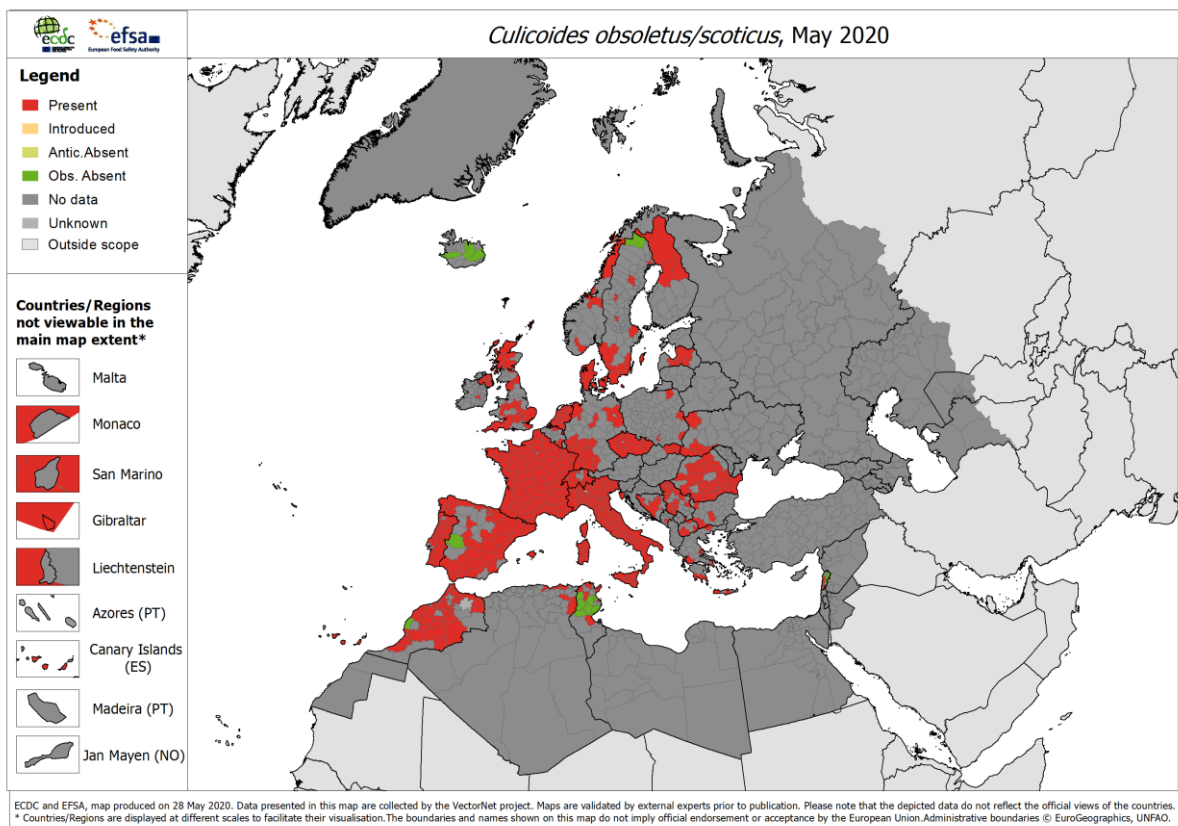 ecdc
efsa
European Food Safety Authority
Culicoides obsoletus/scoticus, May 2020
Legend
Present
Introduced
Antic.Absent
Obs. Absent
No data
Unknown
Outside scope
Countries/Regions
not viewable in the
main map extent*
Malta
Monaco
San Marino
Gibraltar
Liechtenstein
Azores (PT)
Canary Islands
(ES)
Madeira (PT)
Jan Mayen (NO)
ECDC and EFSA, map produced on 28 May 2020. Data presented in this map are collected by the VectorNet project. Maps are validated by external experts prior to publication. Please note that the depicted data do not reflect the official views of the countries.
* Countries/Regions are displayed at different scales to facilitate their visualisation.The boundaries and names shown on this map do not imply official endorsement or acceptance by the European Union.Administrative boundaries © EuroGeographics, UNFAO.